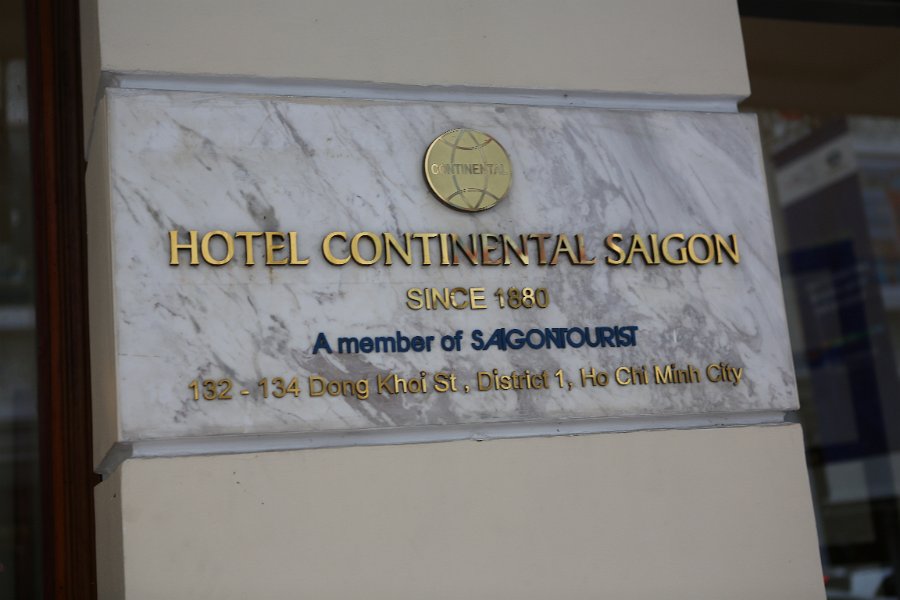 CONTINENTAL
HOTEL CONTINENTAL SAIGON
SINCE 1880
A member of SAIGONTOURIST
132 - 134 Dong Khoi St , District 1, Ho Chi Minh City